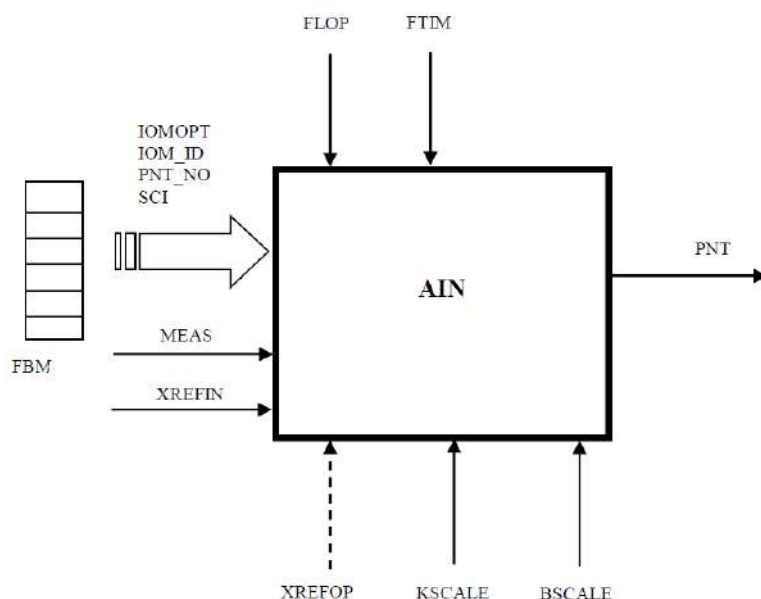 FLOP
FTIM
IOMOPT
IOM_ID
PNT_NO
SCI
PNT
AIN
MEAS
FBM
XREFIN
XREFOP
KSCALE
BSCALE